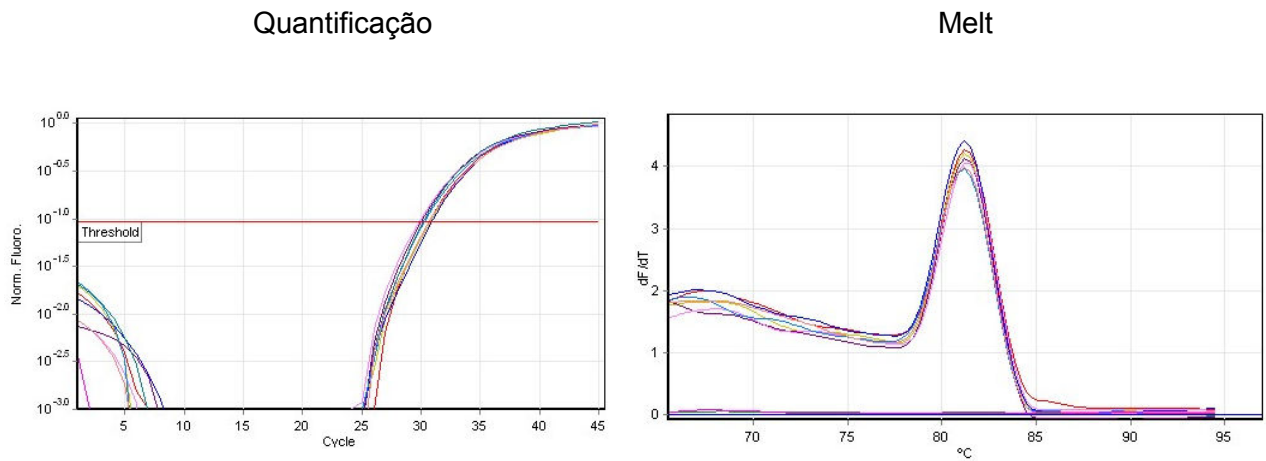 Quantificação
Melt
Norm. Fluoro.
10^0.0
10^-0.5
10^-1.0
10^-1.5
10^-2.0
10^-2.5
10^-3.0
Threshold
5 10 15 20 25 30 35 40 45
Cycle
dF/dT
4
3
2
1
0
70 75 80 85 90 95
ºC